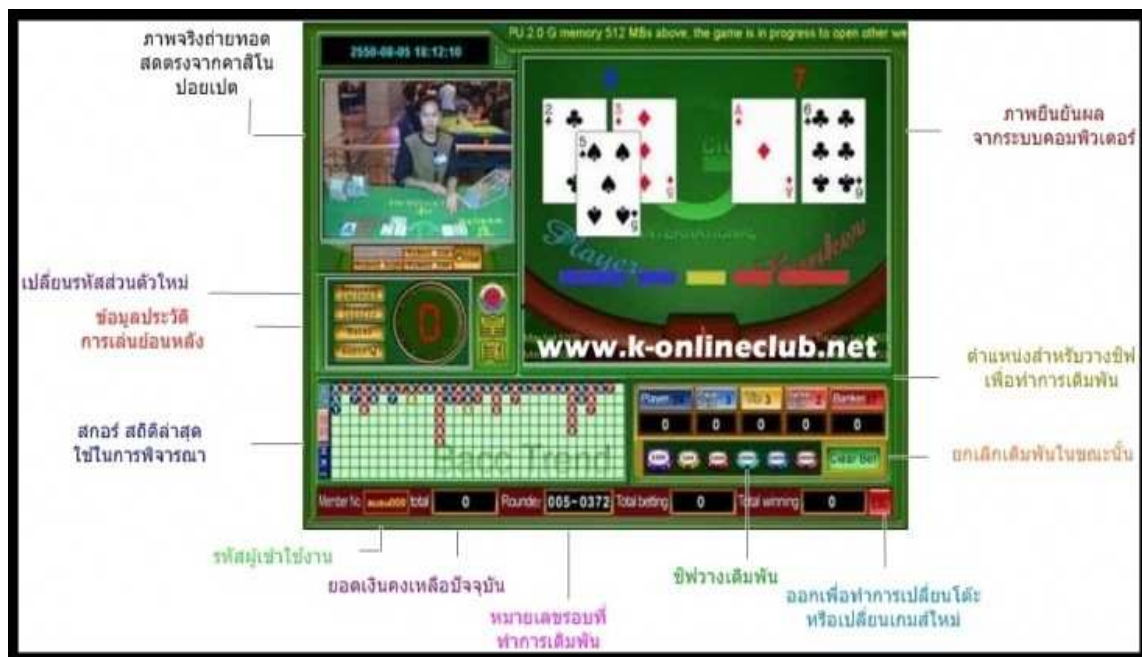 ภาพจริงถ่ายทอด
สดตรงจากคาสิโน
ปอยเปต
PU 2.0 G memory 512 MBs above, the game is in progress to open other we
2550-08-05 18:12:10
7
2
3
5
A
6
ภาพยืนยันผล
จากระบบคอมพิวเตอร์
Player
INTERNATIONAL
www.k-onlineclub.net
เปลี่ยนรหัสส่วนตัวใหม่
ข้อมูลประวัติ
การเล่นย้อนหลัง
0
ตำแหน่งสำหรับวางชิฟ
เพื่อทำการเดิมพัน
Player
Banker
0 0 0 0 0
สกอร์ สถิติล่าสุด
ใช้ในการพิจารณา
Bacc Trend
Clear Bet
ยกเลิกเดิมพันในขณะนั้น
Member No. total 0 Rounder 005-0372 Total betting 0 Total winning 0
รหัสผู้เข้าใช้งาน
ยอดเงินคงเหลือปัจจุบัน
หมายเลขรอบที่
ทำการเดิมพัน
ชิฟวางเดิมพัน
ออกเพื่อทำการเปลี่ยนโต๊ะ
หรือเปลี่ยนเกมส์ใหม่